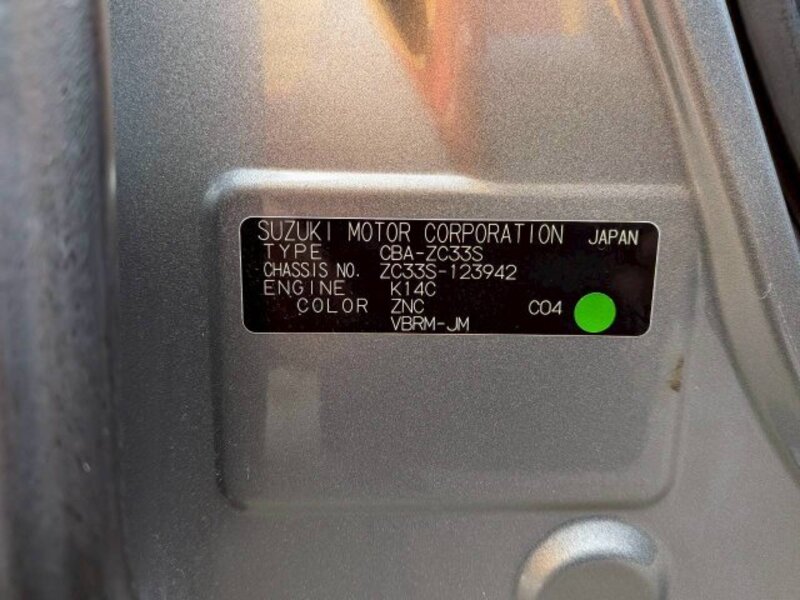 SUZUKI MOTOR CORPORATION JAPAN
TYPE CBA-ZC33S
CHASSIS NO. ZC33S-123942
ENGINE K14C
COLOR ZNC C04
VBRM-JM